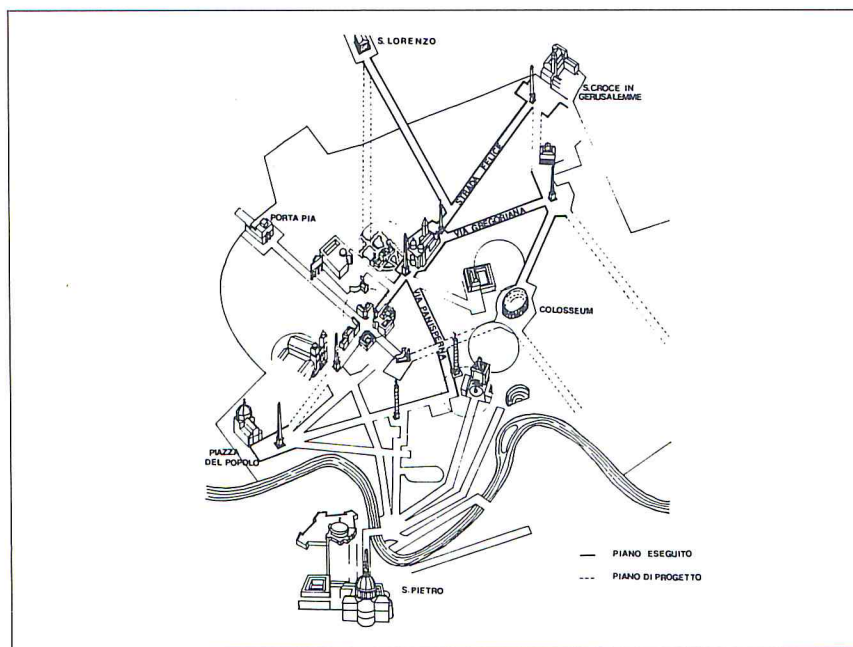 S. LORENZO
S. CROCE IN
GERUSALEMME
STRADA FELICE
VIA GREGORIANA
PORTA PIA
VIA PANISPERNA
COLOSSEUM
PIAZZA
DEL POPOLO
PIANO ESEGUITO
PIANO DI PROGETTO
S. PIETRO